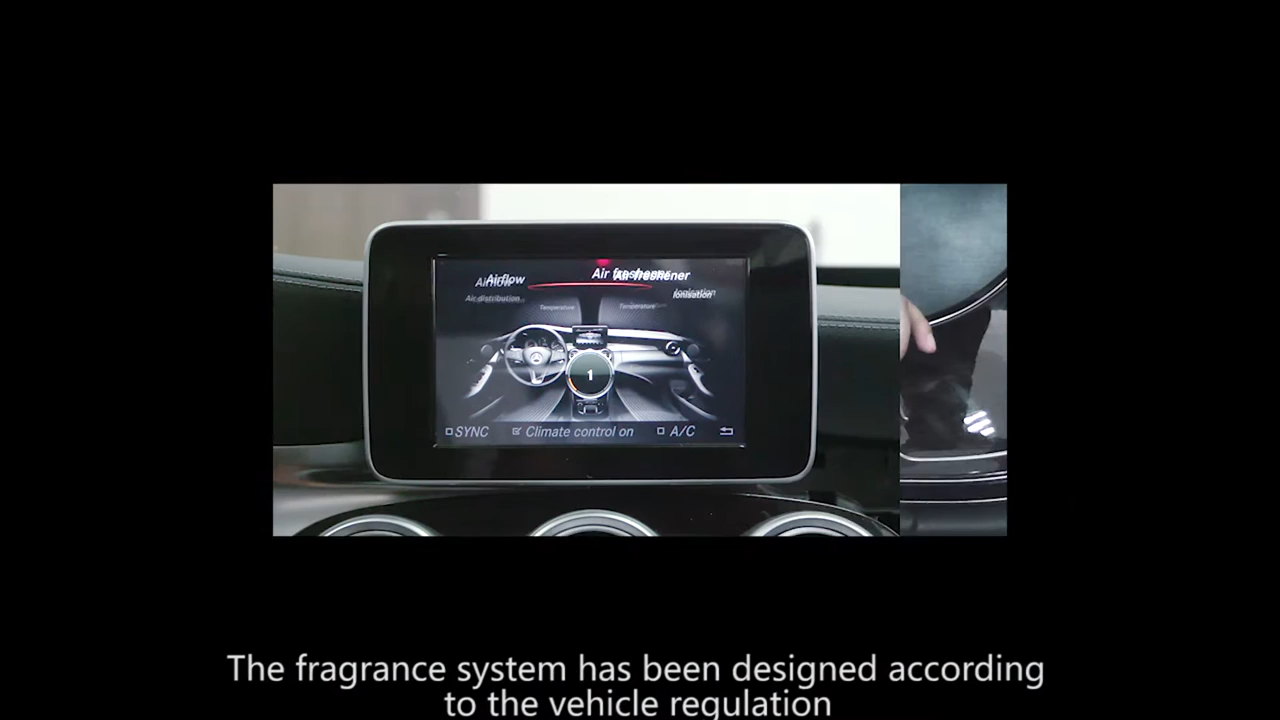 Airflow
Air freshener
Air distribution
Temperature
Temperature
Ionisation
1
SYNC
Climate control on
A/C
The fragrance system has been designed according
to the vehicle regulation